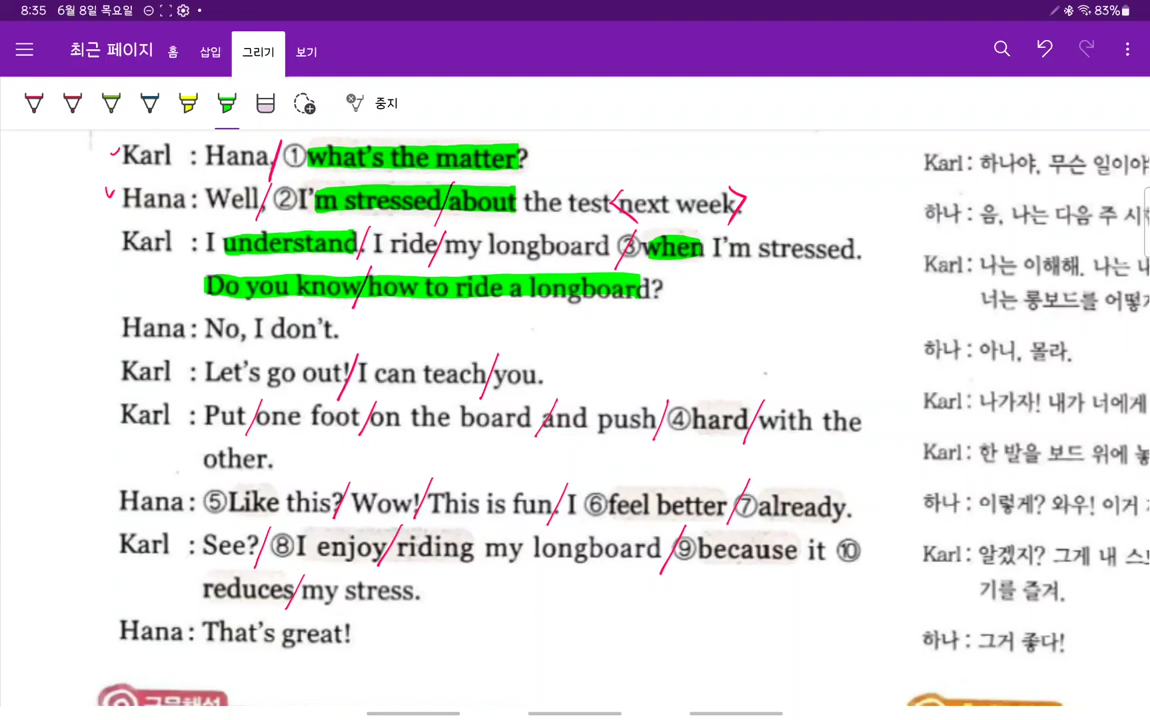 8:35 6월 8일 목요일 83%
최근 페이지 홈 삽입 그리기 보기
중지
Karl : Hana, ①what's the matter?
Hana : Well, ②I'm stressed about the test next week.
Karl : I understand. I ride my longboard ③when I'm stressed.
Do you know how to ride a longboard?
Hana : No, I don't.
Karl : Let's go out! I can teach you.
Karl : Put one foot on the board and push ④hard with the
other.
Hana : ⑤Like this? Wow! This is fun. I ⑥feel better ⑦already.
Karl : See? ⑧I enjoy riding my longboard ⑨because it ⑩
reduces my stress.
Hana : That's great!
Karl : 하나야, 무슨 일이야
하나 : 음, 나는 다음 주 시
Karl : 나는 이해해. 나는 내
너는 롱보드를 어떻게
하나 : 아니, 몰라.
Karl : 나가자! 내가 너에게
Karl : 한 발을 보드 위에 놓
하나 : 이렇게? 와우! 이거
Karl : 알겠지? 그게 내 스
기를 즐겨.
하나 : 그거 좋다!